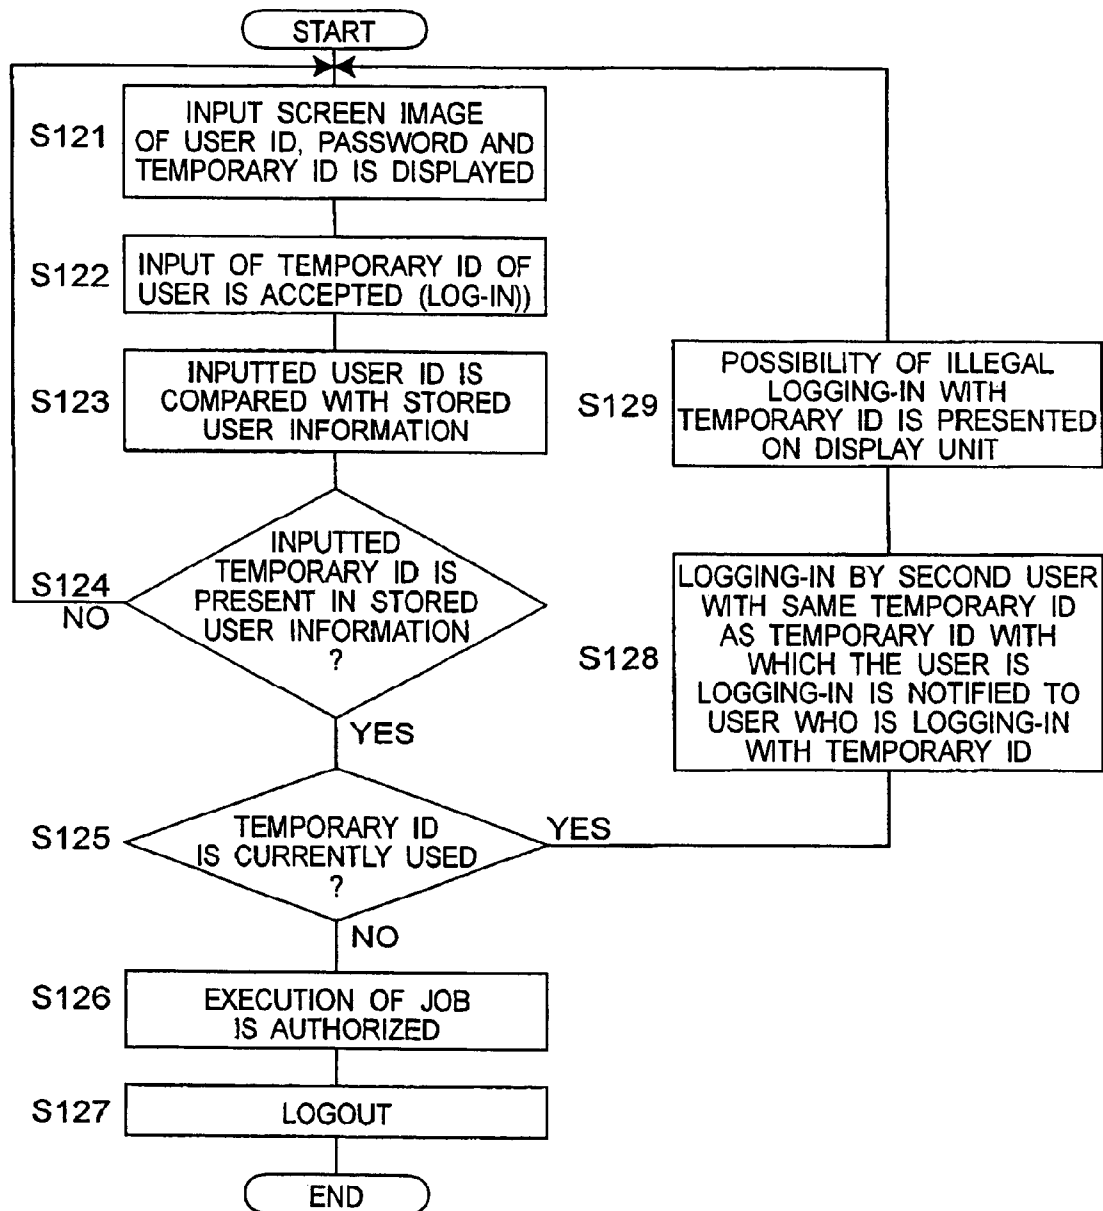 START
S121
INPUT SCREEN IMAGE
OF USER ID, PASSWORD AND
TEMPORARY ID IS DISPLAYED
S122
INPUT OF TEMPORARY ID OF
USER IS ACCEPTED (LOG-IN))
S123
INPUTTED USER ID IS
COMPARED WITH STORED
USER INFORMATION
S124
NO
INPUTTED
TEMPORARY ID IS
PRESENT IN STORED
USER INFORMATION
?
YES
S125
TEMPORARY ID
IS CURRENTLY USED
?
YES
NO
S126
EXECUTION OF JOB
IS AUTHORIZED
S127
LOGOUT
END
S129
POSSIBILITY OF ILLEGAL
LOGGING-IN WITH
TEMPORARY ID IS PRESENTED
ON DISPLAY UNIT
S128
LOGGING-IN BY SECOND USER
WITH SAME TEMPORARY ID
AS TEMPORARY ID WITH
WHICH THE USER IS
LOGGING-IN IS NOTIFIED TO
USER WHO IS LOGGING-IN
WITH TEMPORARY ID